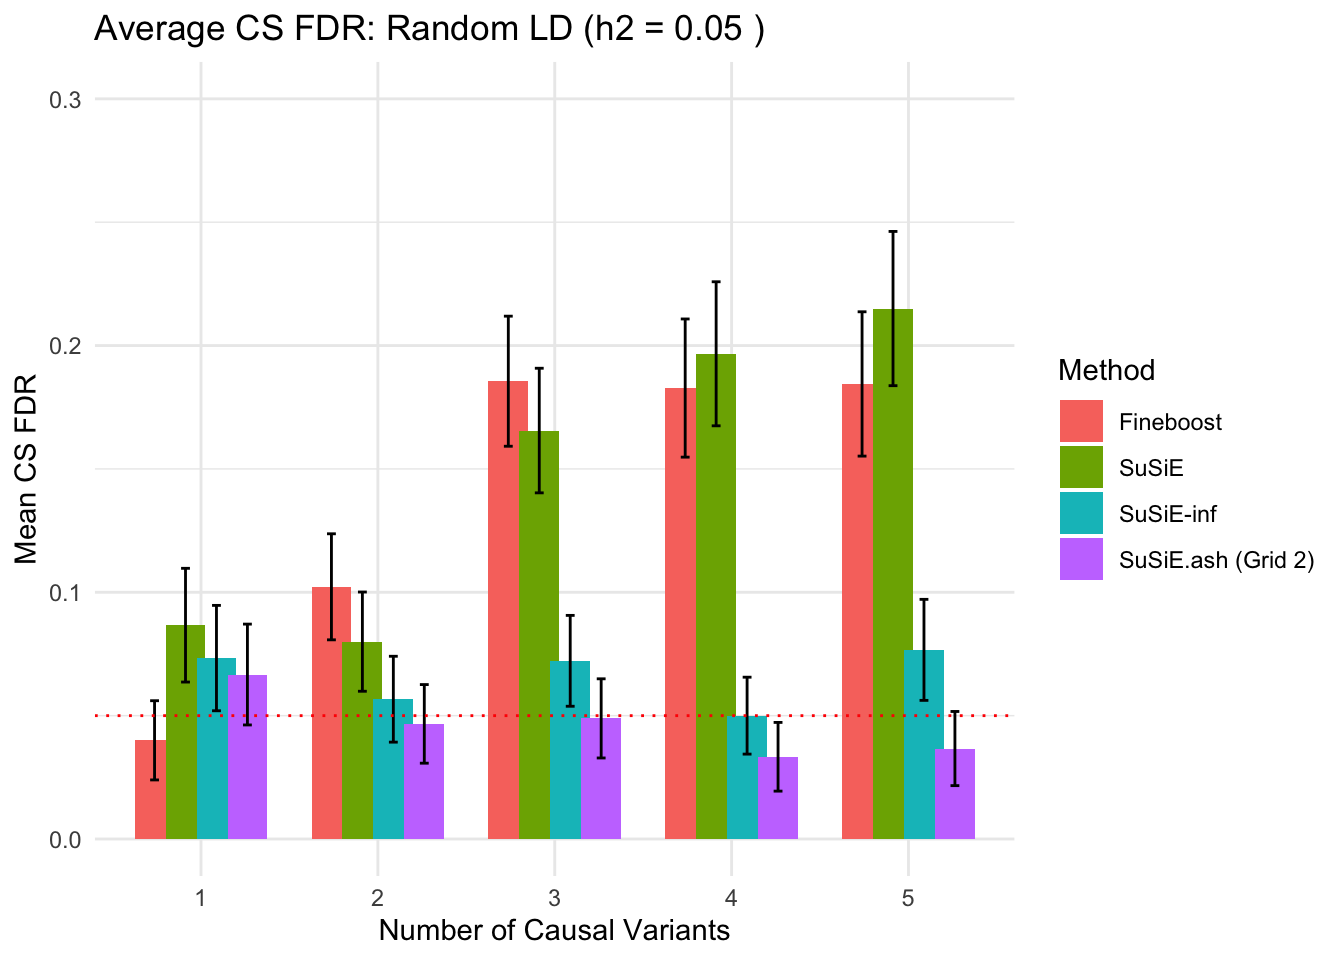 Average CS FDR: Random LD (h2 = 0.05 )
Mean CS FDR
0.3
0.2
0.1
0.0
1 2 3 4 5
Number of Causal Variants
Method
Fineboost
SuSiE
SuSiE-inf
SuSiE.ash (Grid 2)